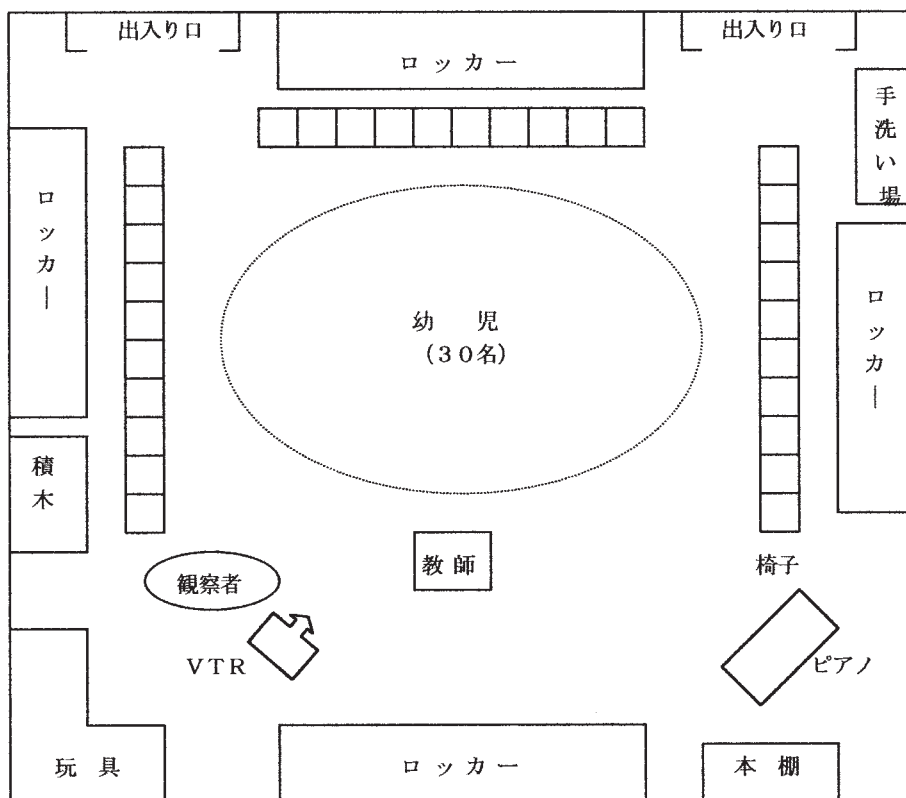 出入り口
出入り口
ロッカー
手洗い場
ロッカー
ロッカー
幼 児
(30名)
積木
教師
椅子
観察者
VTR
ピアノ
玩 具
ロッカー
本 棚